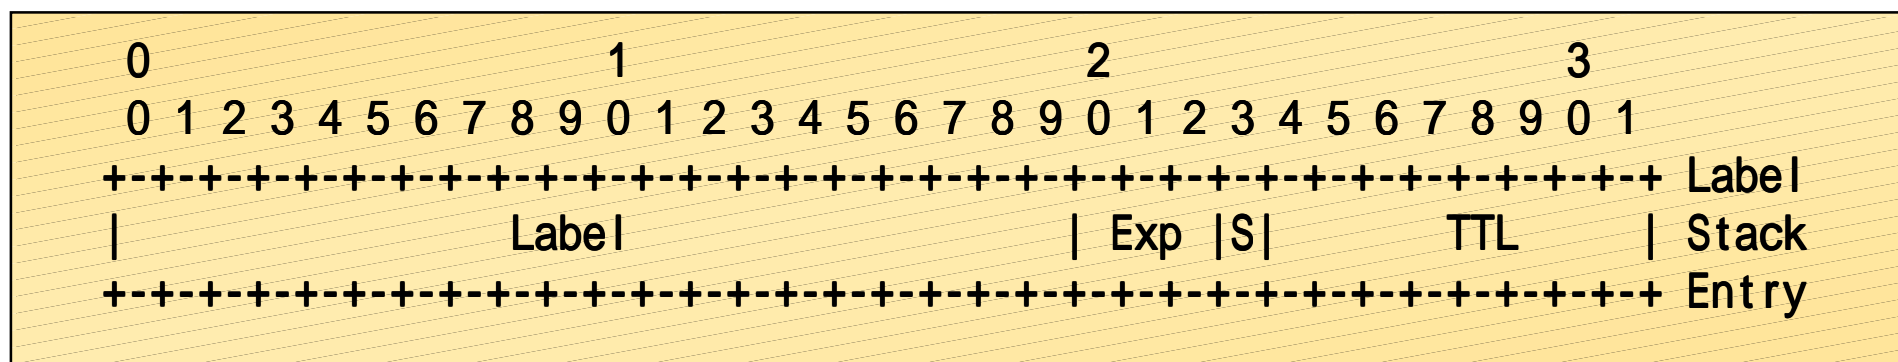 0 1 2 3
0 1 2 3 4 5 6 7 8 9 0 1 2 3 4 5 6 7 8 9 0 1 2 3 4 5 6 7 8 9 0 1
+-+-+-+-+-+-+-+-+-+-+-+-+-+-+-+-+-+-+-+-+-+-+-+-+-+-+-+-+-+-+-+-+ Label
| Label | Exp |S| TTL | Stack
+-+-+-+-+-+-+-+-+-+-+-+-+-+-+-+-+-+-+-+-+-+-+-+-+-+-+-+-+-+-+-+-+ Entry